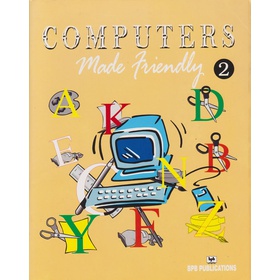 COMPUTERS
Made Friendly
2
A K D
E C N B
Y F Z
BPB PUBLICATIONS